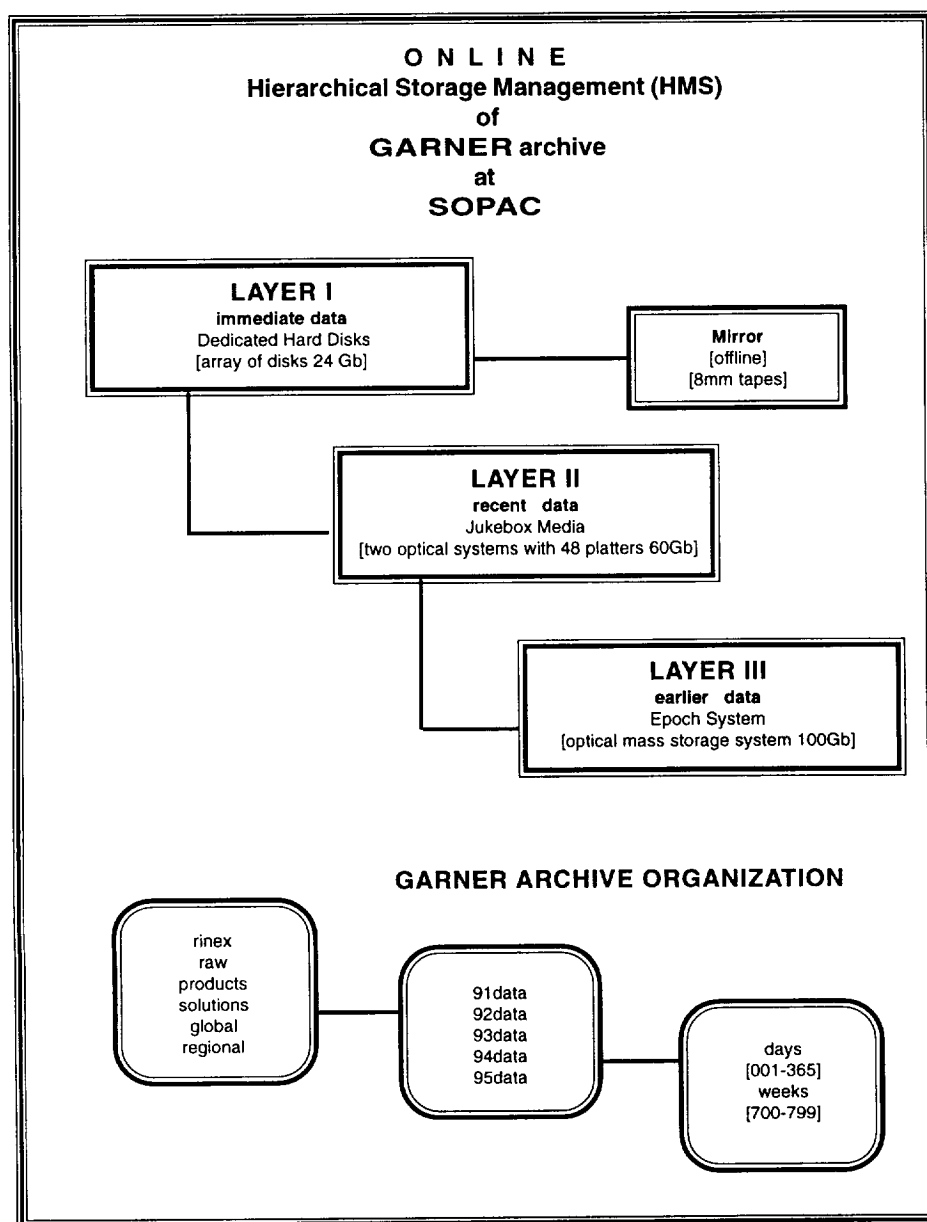 O N L I N E
Hierarchical Storage Management (HMS)
of
GARNER archive
at
SOPAC
LAYER I
immediate data
Dedicated Hard Disks
[array of disks 24 Gb]
Mirror
[offline]
[8mm tapes]
LAYER II
recent data
Jukebox Media
[two optical systems with 48 platters 60Gb]
LAYER III
earlier data
Epoch System
[optical mass storage system 100Gb]
GARNER ARCHIVE ORGANIZATION
rinex
raw
products
solutions
global
regional
91data
92data
93data
94data
95data
days
[001-365]
weeks
[700-799]